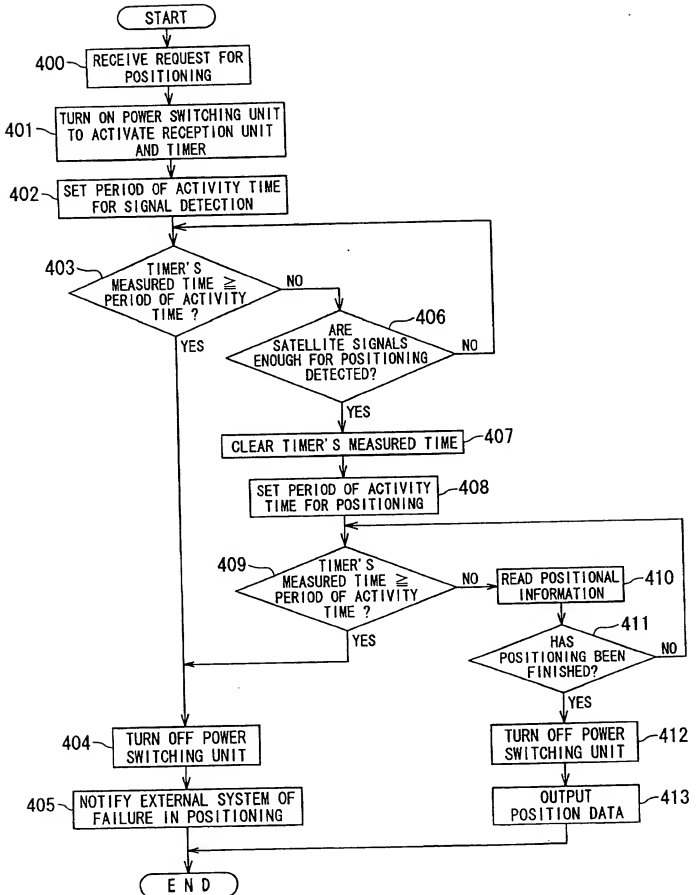 START
400
RECEIVE REQUEST FOR
POSITIONING
401
TURN ON POWER SWITCHING UNIT
TO ACTIVATE RECEPTION UNIT
AND TIMER
402
SET PERIOD OF ACTIVITY TIME
FOR SIGNAL DETECTION
403
TIMER'S
MEASURED TIME ≧
PERIOD OF ACTIVITY
TIME ?
NO
YES
406
ARE
SATELLITE SIGNALS
ENOUGH FOR POSITIONING
DETECTED?
NO
YES
CLEAR TIMER'S MEASURED TIME
407
SET PERIOD OF ACTIVITY
TIME FOR POSITIONING
408
409
TIMER'S
MEASURED TIME ≧
PERIOD OF ACTIVITY
TIME ?
NO
YES
READ POSITIONAL
INFORMATION
410
411
HAS
POSITIONING BEEN
FINISHED?
NO
YES
404
TURN OFF POWER
SWITCHING UNIT
TURN OFF POWER
SWITCHING UNIT
412
405
NOTIFY EXTERNAL SYSTEM OF
FAILURE IN POSITIONING
OUTPUT
POSITION DATA
413
END